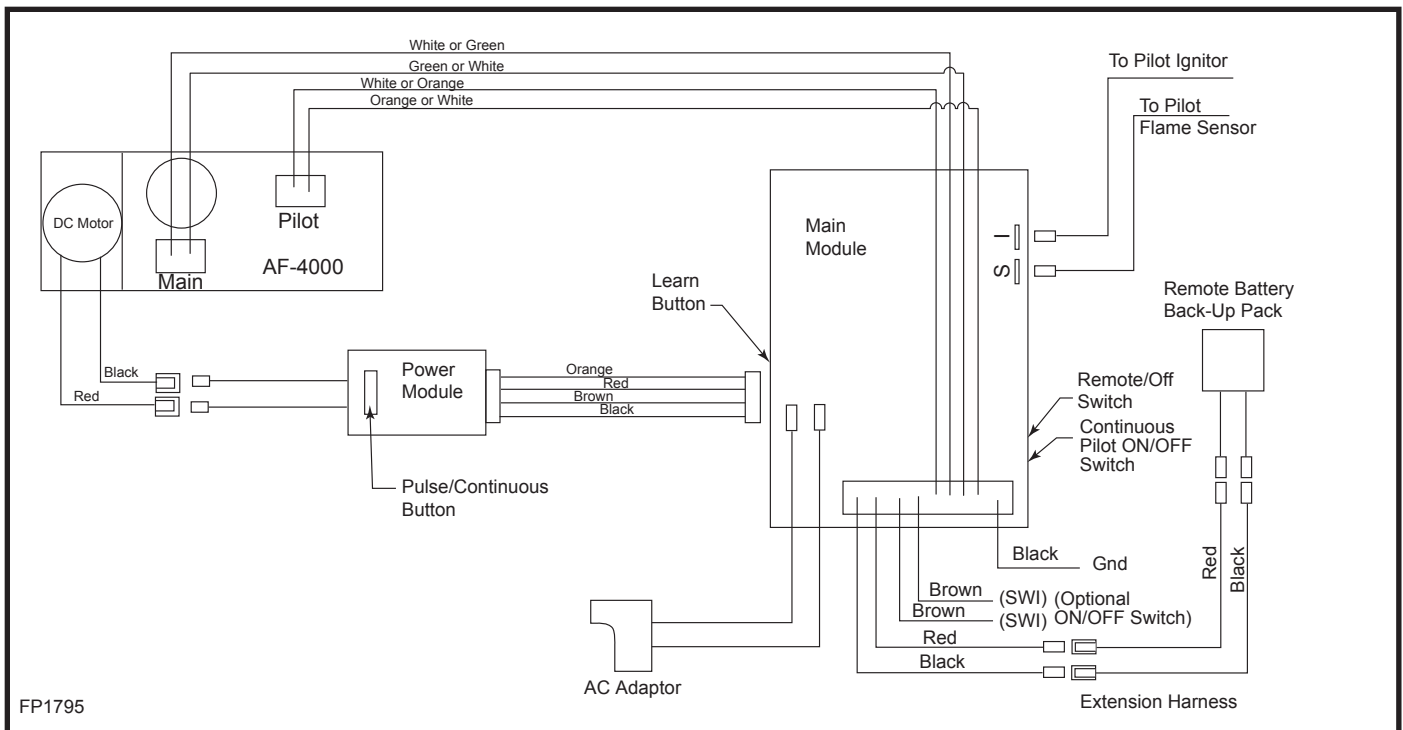 White or Green
Green or White
White or Orange
Orange or White
To Pilot Ignitor
To Pilot
Flame Sensor
DC Motor
Main
Pilot
AF-4000
Main
Module
I
S
Learn
Button
Remote Battery
Back-Up Pack
Black
Red
Power
Module
Orange
Red
Brown
Black
Remote/Off
Switch
Continuous
Pilot ON/OFF
Switch
Pulse/Continuous
Button
Black
Gnd
Red
Black
Brown
(SWI) (Optional
Brown
(SWI) ON/OFF Switch)
Red
Black
AC Adaptor
Extension Harness
FP1795